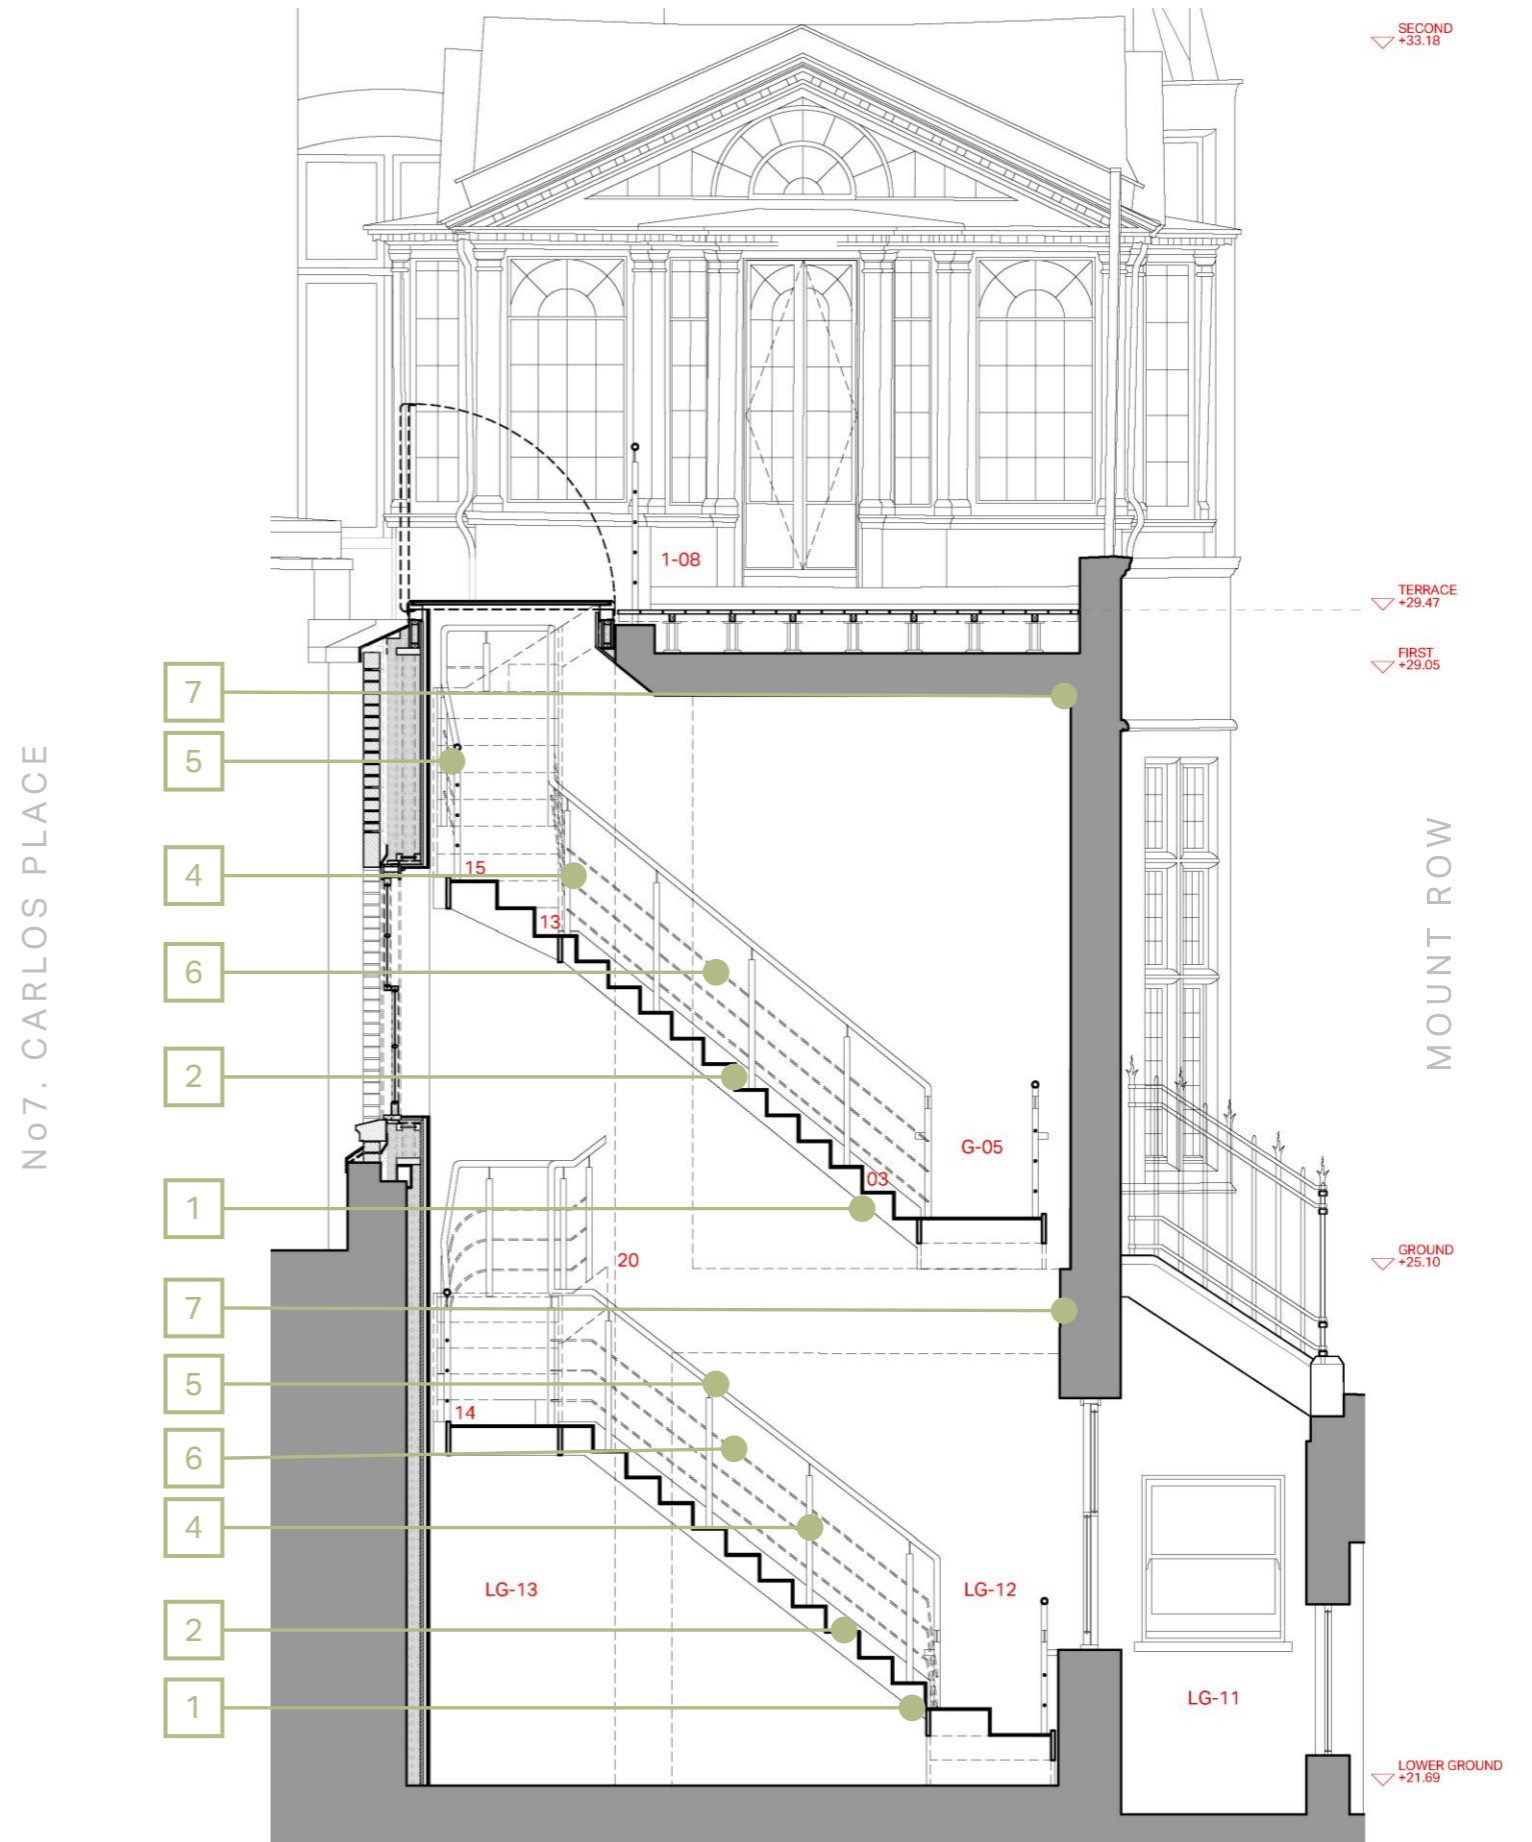 SECOND
+33.18
1-08
TERRACE
+29.47
FIRST
+29.05
7
5
4
15
13
6
2
G-05
03
1
GROUND
+25.10
20
7
5
14
6
4
LG-13
LG-12
2
1
LG-11
LOWER GROUND
+21.69
No7. CARLOS PLACE
MOUNT ROW